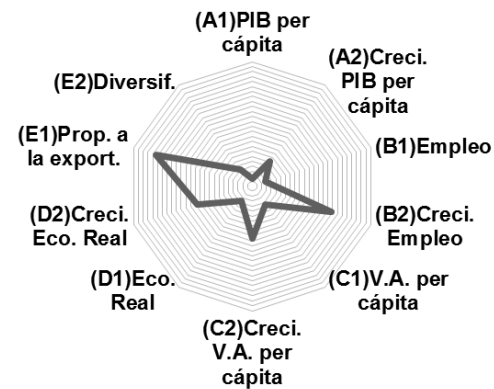 (A1)PIB per
cápita
(A2)Creci.
PIB per
cápita
(B1)Empleo
(B2)Creci.
Empleo
(C1)V.A. per
cápita
(C2)Creci.
V.A. per
cápita
(D1)Eco.
Real
(D2)Creci.
Eco. Real
(E1)Prop. a
la export.
(E2)Diversif.